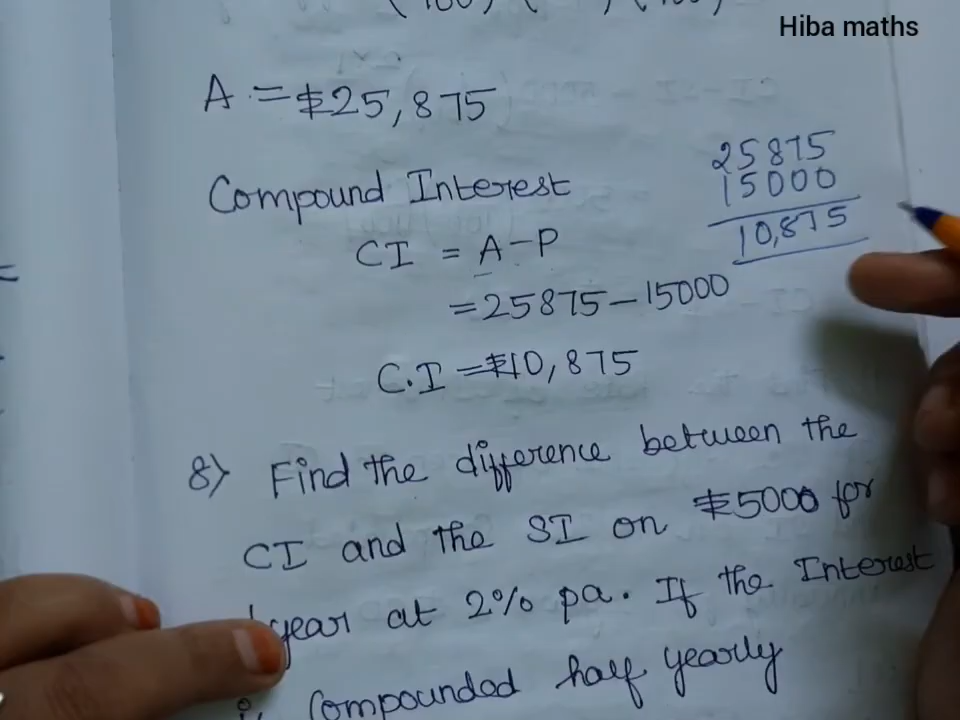 Hiba maths
A = ₹25,875
Compound Interest
25875
15000
10,875
CI = A-P
=25875-15000
C.I =₹10,875
8) Find the difference between the
CI and the SI on ₹5000 for
1 year at 2% pa. If the Interest
is Compounded half yearly